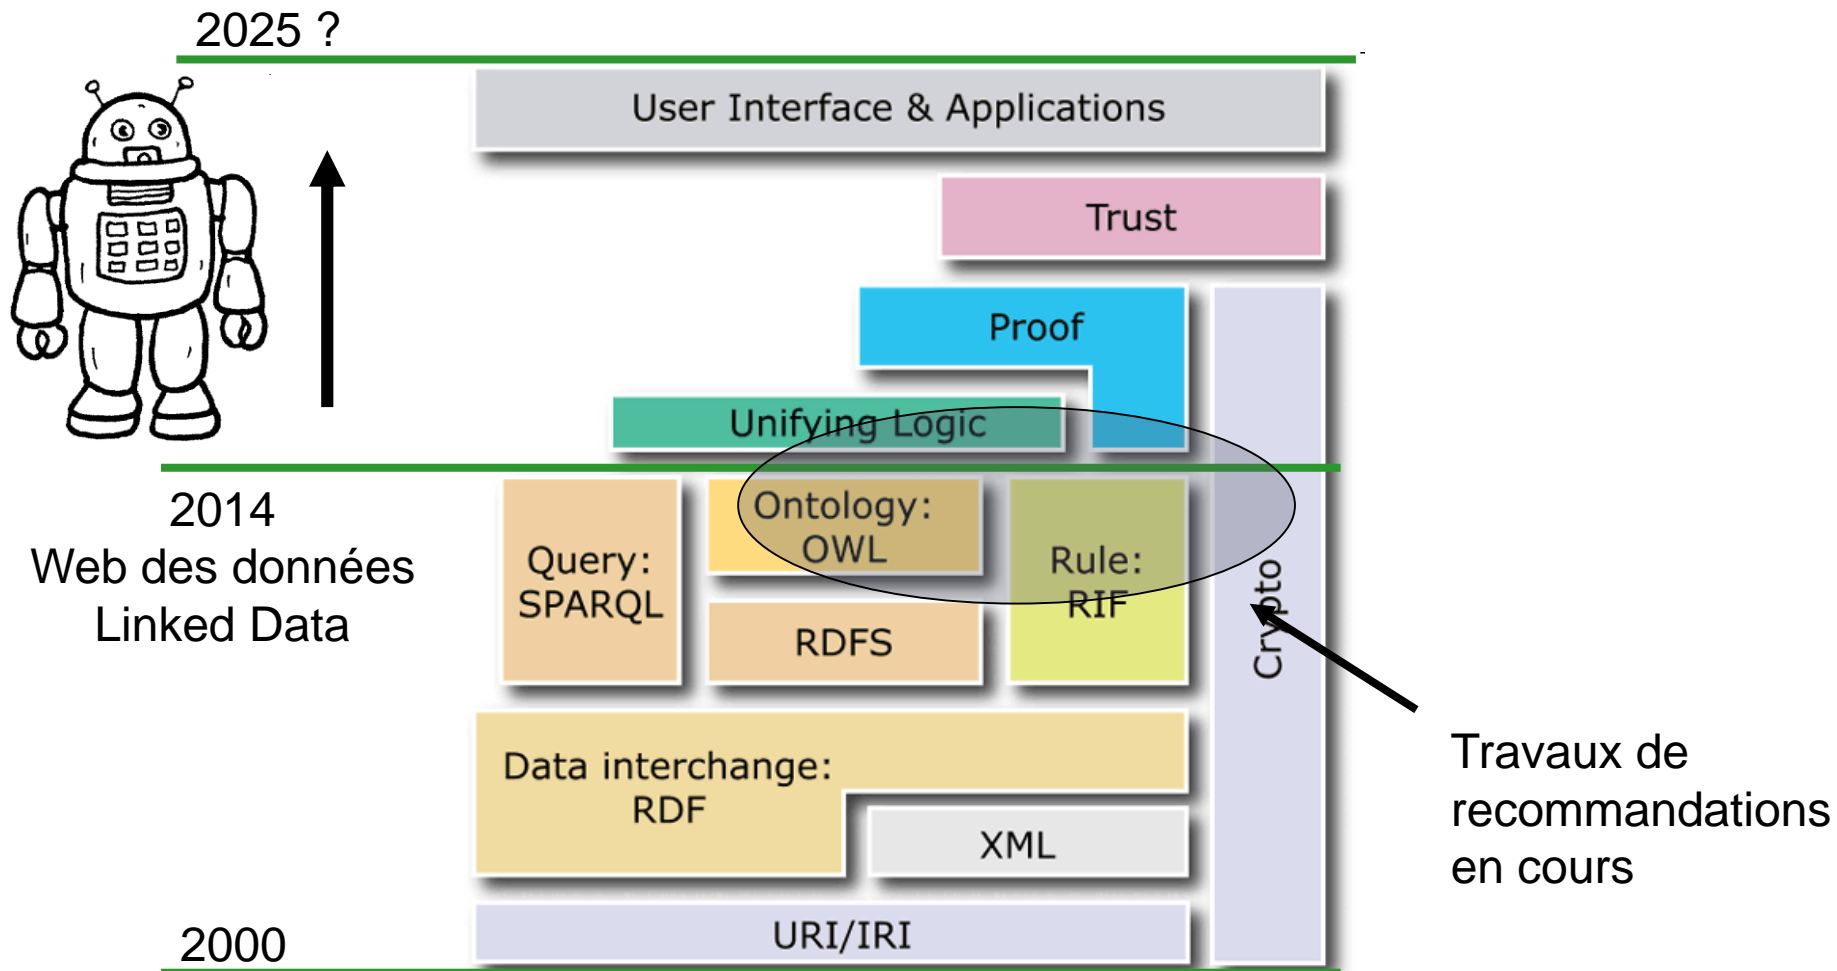 2025 ?
User Interface & Applications
Trust
Proof
Unifying Logic
2014
Web des données
Linked Data
Query:
SPARQL
Ontology:
OWL
RDFS
Rule:
RIF
Crypto
Data interchange:
RDF
XML
Travaux de
recommandations
en cours
2000
URI/IRI